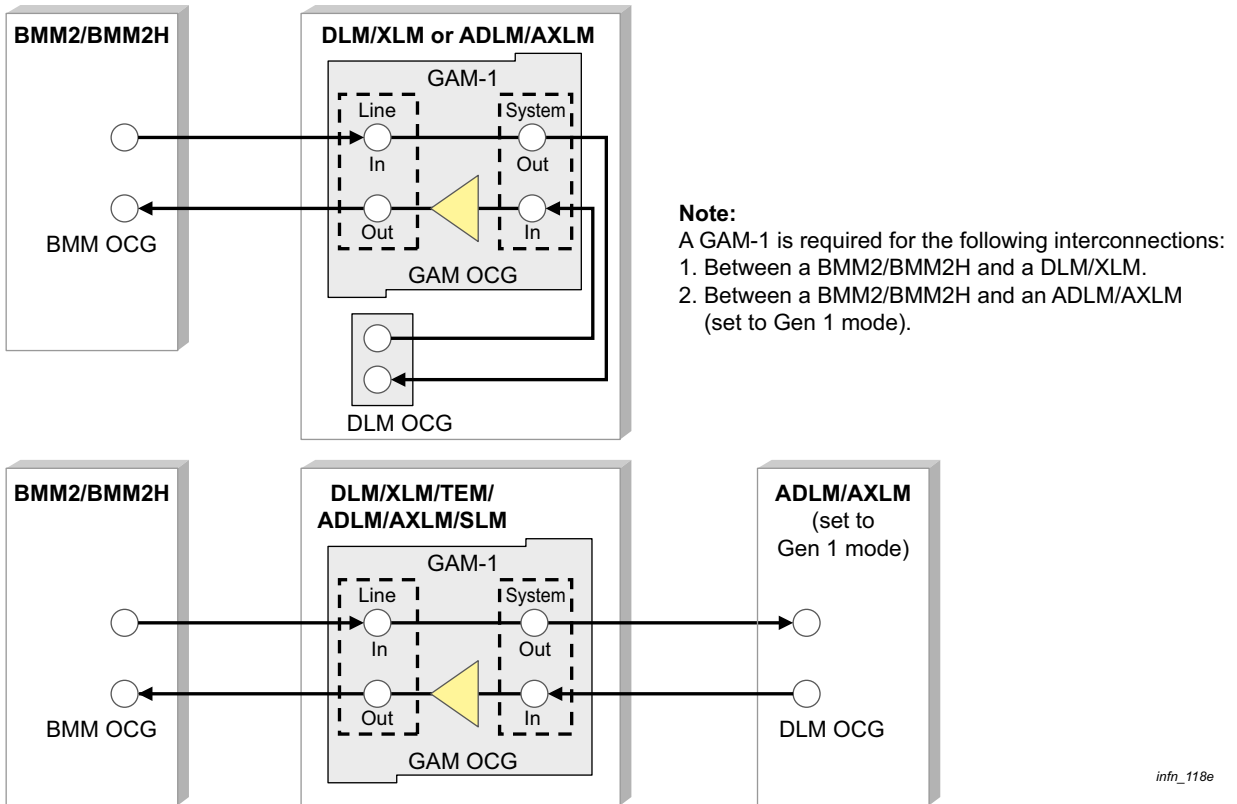 BMM2/BMM2H
DLM/XLM or ADLM/AXLM
GAM-1
Line
System
In
Out
Out
In
BMM OCG
GAM OCG
DLM OCG
Note:
A GAM-1 is required for the following interconnections:
1. Between a BMM2/BMM2H and a DLM/XLM.
2. Between a BMM2/BMM2H and an ADLM/AXLM
(set to Gen 1 mode).
BMM2/BMM2H
DLM/XLM/TEM/
ADLM/AXLM/SLM
ADLM/AXLM
(set to
Gen 1 mode)
GAM-1
Line
System
In
Out
Out
In
BMM OCG
GAM OCG
DLM OCG
infn_118e